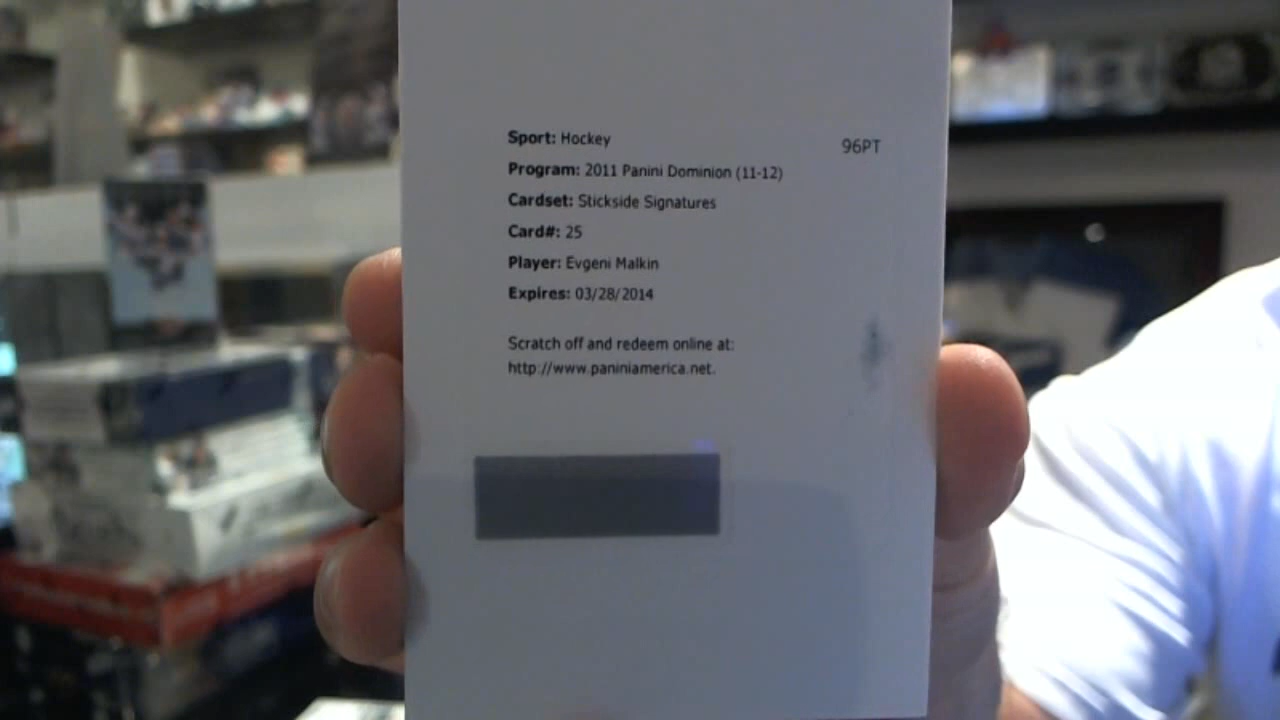 Sport: Hockey
96PT
Program: 2011 Panini Dominion (11-12)
Cardset: Stickside Signatures
Card#: 25
Player: Evgeni Malkin
Expires: 03/28/2014
Scratch off and redeem online at:
http://www.paniniamerica.net.